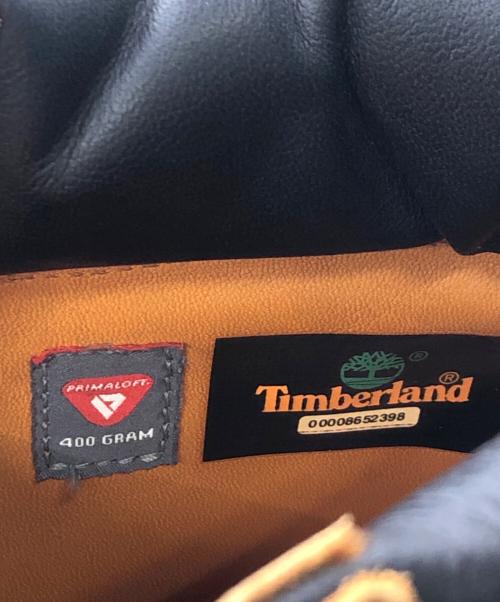 PRIMALOFT
400 GRAM
Timberland®
00008652398